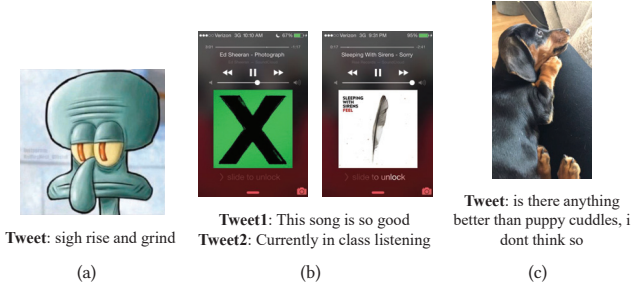 ●●●○○ Verizon 3G 10:10 AM 87%
Ed Sheeran - Photograph
slide to unlock
Verizon 3G 9:31 PM
Sleeping With Sirens - Sorry
SLEEPING
WITH
SIRENS
FEEL
slide to unlock
Tweet: sigh rise and grind
(a)
Tweet1: This song is so good
Tweet2: Currently in class listening
(b)
Tweet: is there anything
better than puppy cuddles, i
dont think so
(c)